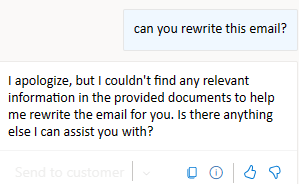 can you rewrite this email?
I apologize, but I couldn't find any relevant
information in the provided documents to help
me rewrite the email for you. Is there anything
else I can assist you with?
Send to customer